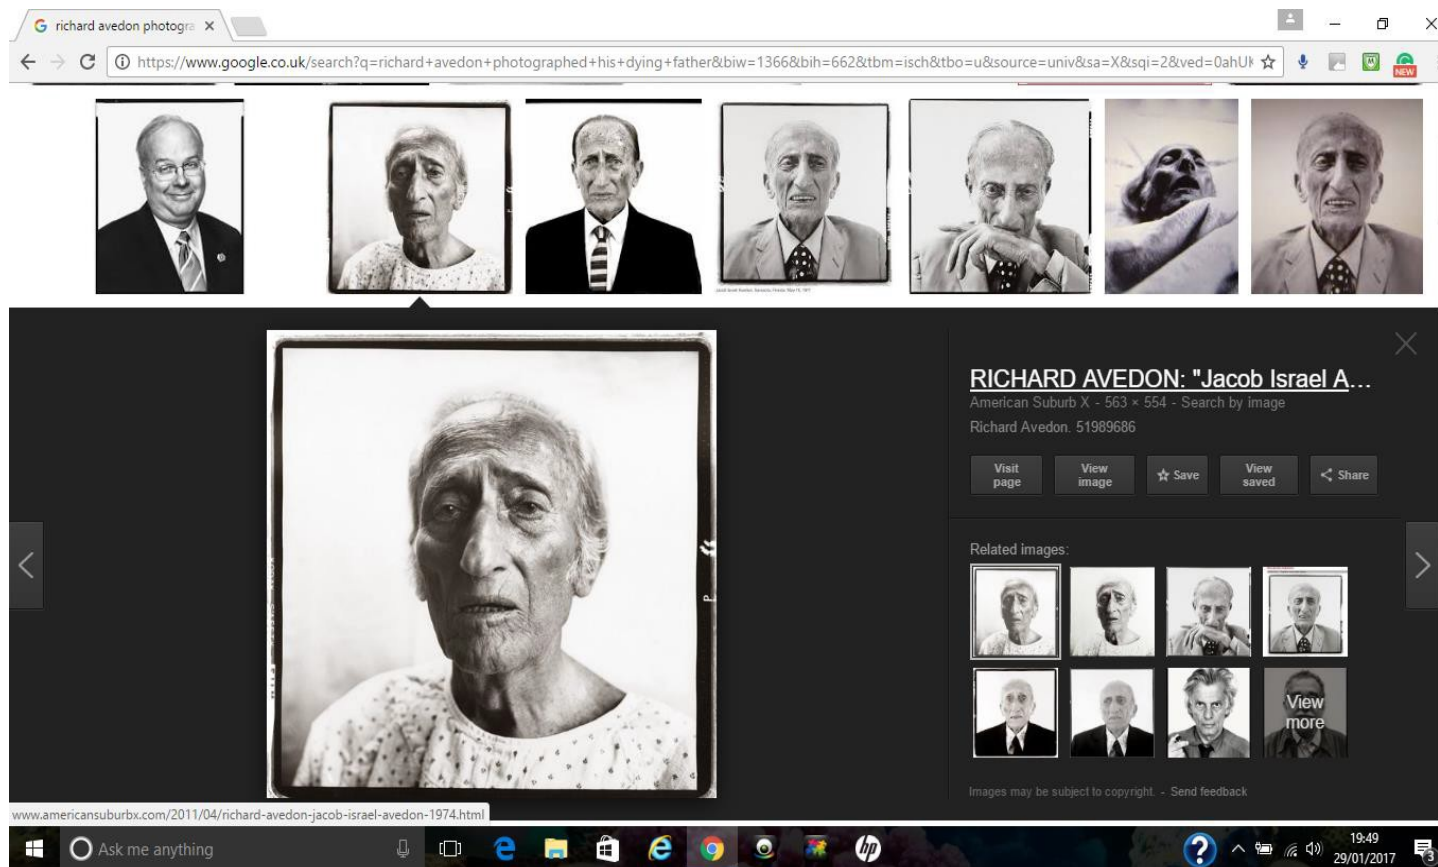 richard avedon photogra
https://www.google.co.uk/search?q=richard+avedon+photographed+his+dying+father&biw=1366&bih=662&tbm=isch&tbo=u&source=univ&sa=X&sqi=2&ved=0ahUK
NEW
RICHARD AVEDON: "Jacob Israel A...
American Suburb X - 563 × 554 - Search by image
Richard Avedon. 51989686
Visit page
View image
Save
View saved
Share
Related images:
View more
Images may be subject to copyright. - Send feedback
www.americansuburbx.com/2011/04/richard-avedon-jacob-israel-avedon-1974.html
Ask me anything
hp
19:49
29/01/2017
3